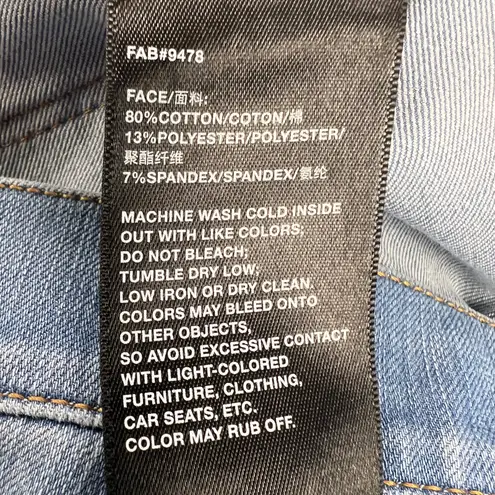 FAB#9478
FACE/面料:
80%COTTON/COTON/棉
13%POLYESTER/POLYESTER/
聚酯纤维
7%SPANDEX/SPANDEX/氨纶
MACHINE WASH COLD INSIDE
OUT WITH LIKE COLORS;
DO NOT BLEACH;
TUMBLE DRY LOW;
LOW IRON OR DRY CLEAN.
COLORS MAY BLEED ONTO
OTHER OBJECTS,
SO AVOID EXCESSIVE CONTACT
WITH LIGHT-COLORED
FURNITURE, CLOTHING,
CAR SEATS, ETC.
COLOR MAY RUB OFF.